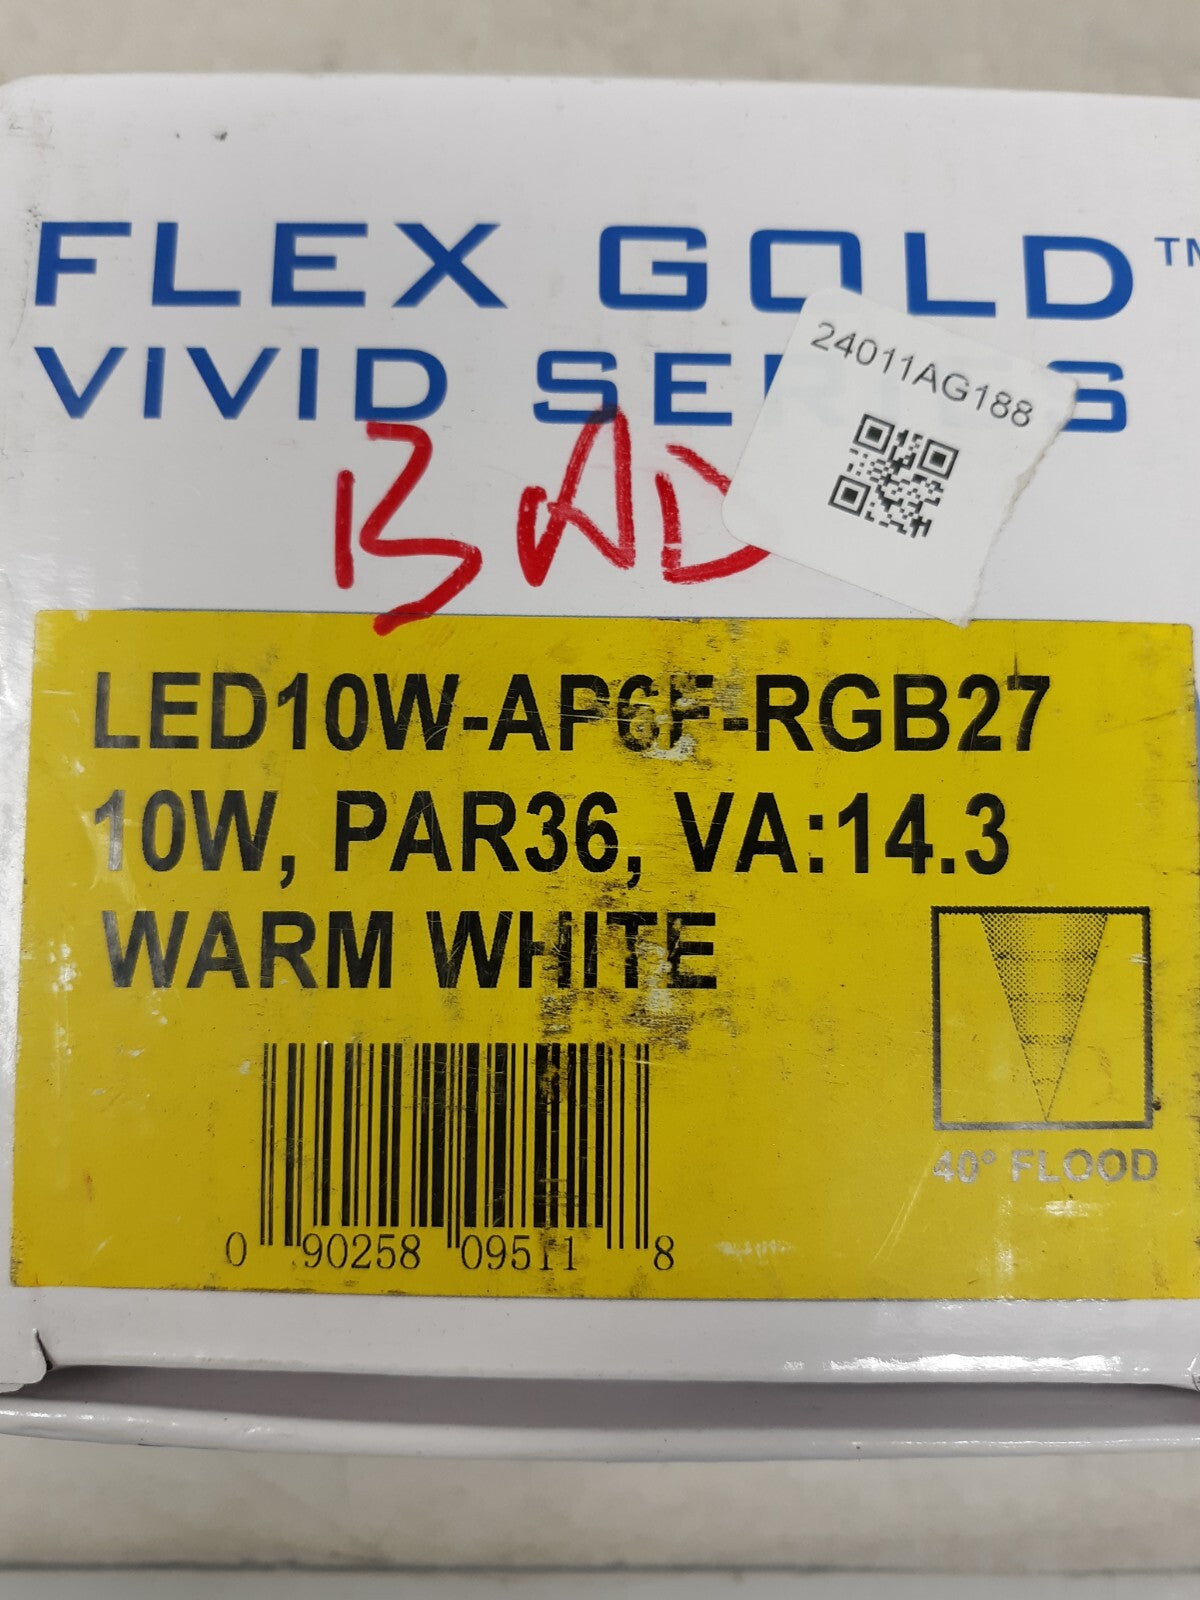 FLEX GOLD™
VIVID SERIES
24011AG188
BAD
LED10W-AP6F-RGB27
10W, PAR36, VA:14.3
WARM WHITE
40° FLOOD
0 90258 09511 8